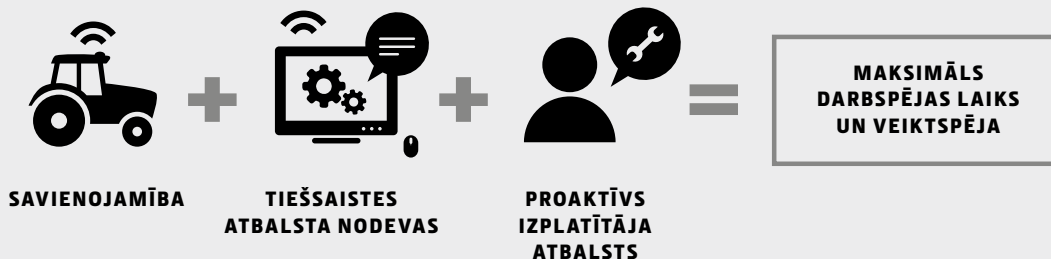 SAVIENOJAMĪBA
TIEŠSAISTES
ATBALSTA NODEVAS
PROAKTĪVS
IZPLATĪTĀJA
ATBALSTS
MAKSIMĀLS
DARBSPĒJAS LAIKS
UN VEIKTSPĒJA